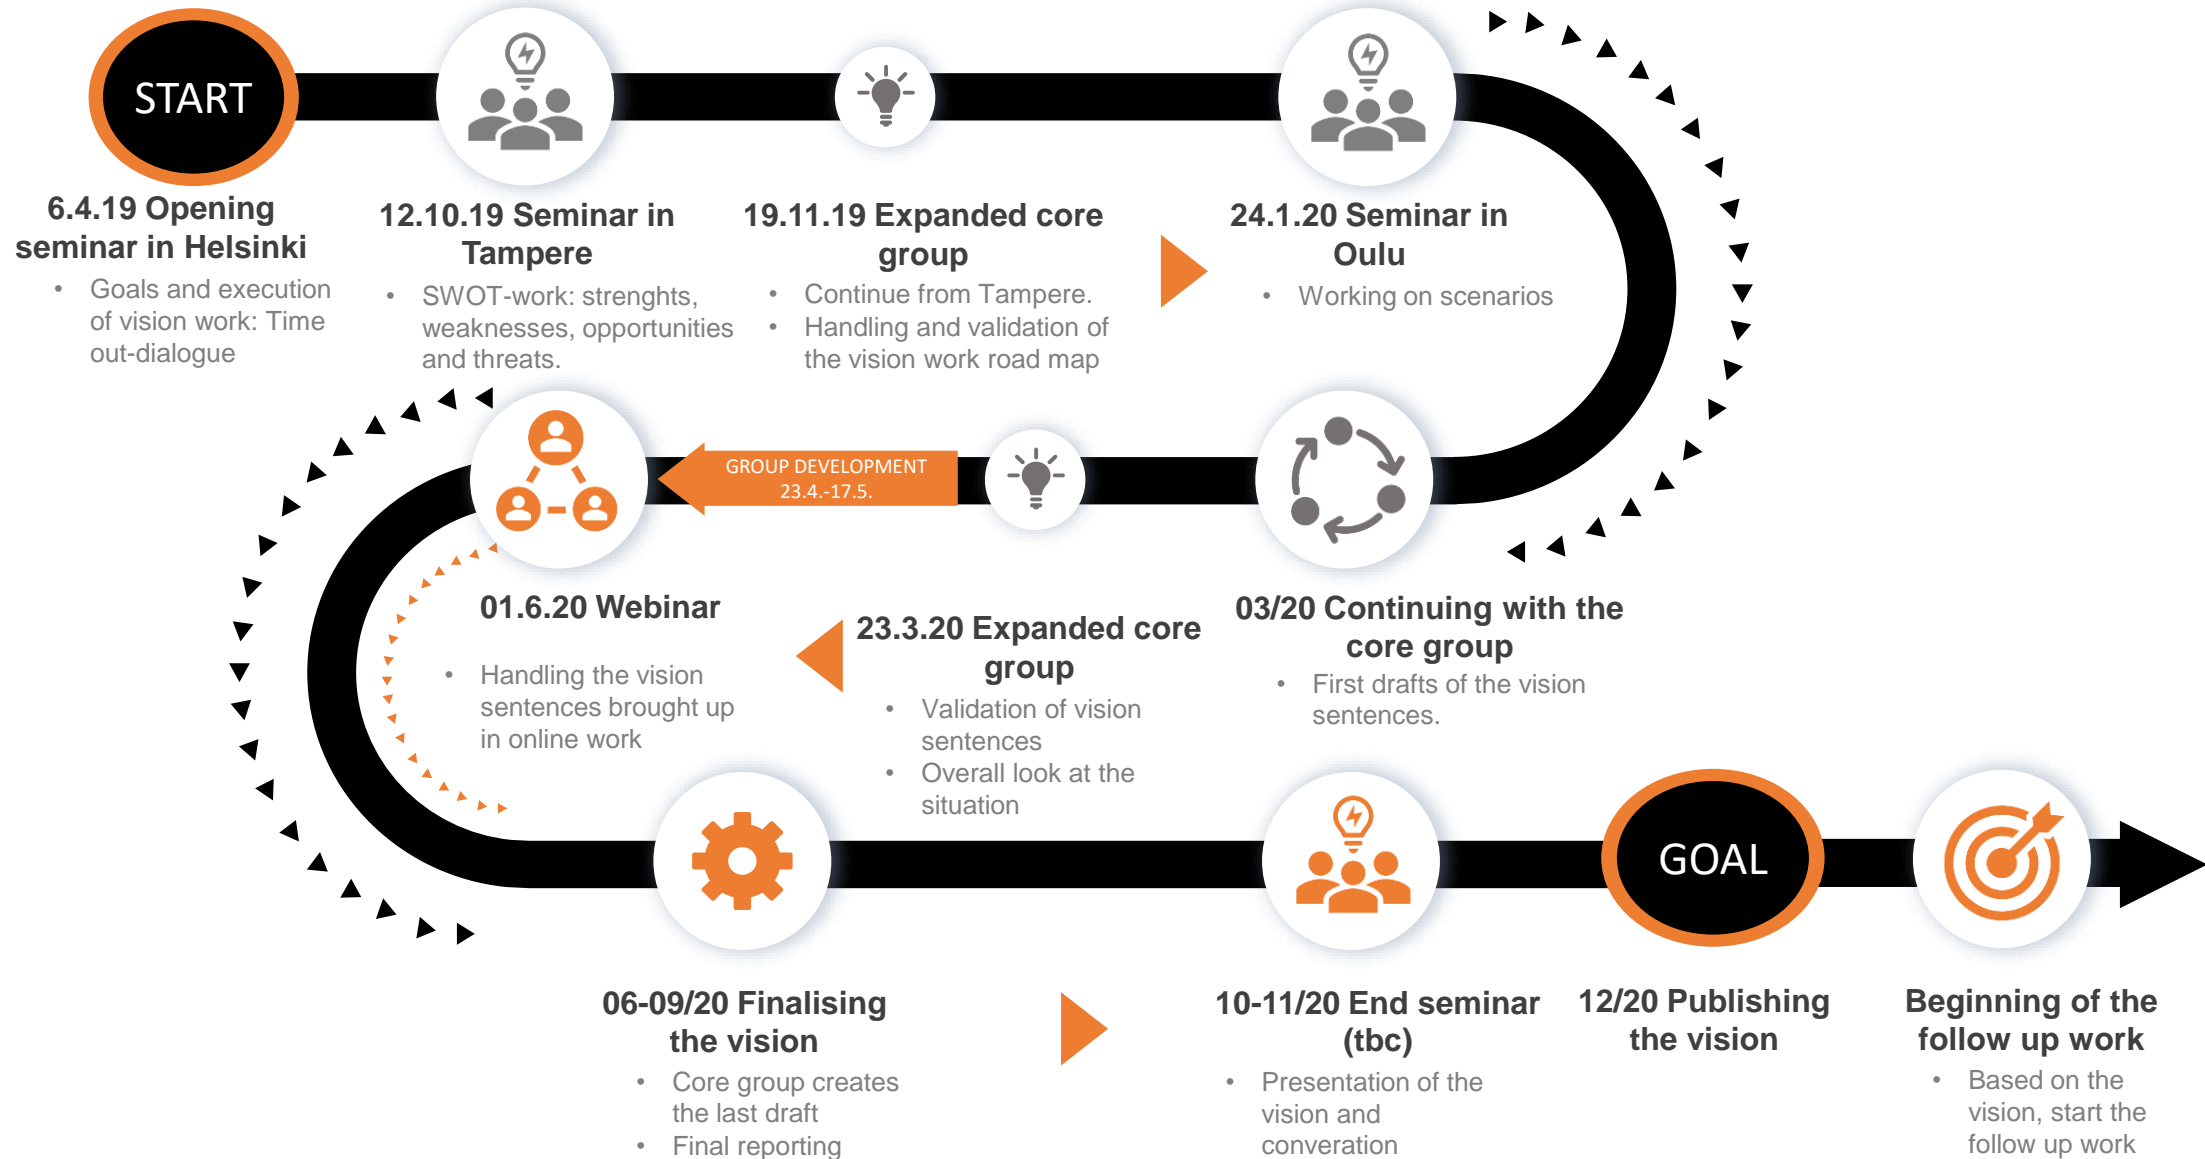 START
6.4.19 Opening
seminar in Helsinki
• Goals and execution
of vision work: Time
out-dialogue
12.10.19 Seminar in
Tampere
• SWOT-work: strenghts,
weaknesses, opportunities
and threats.
19.11.19 Expanded core
group
• Continue from Tampere.
• Handling and validation of
the vision work road map
24.1.20 Seminar in
Oulu
• Working on scenarios
03/20 Continuing with the
core group
• First drafts of the vision
sentences.
23.3.20 Expanded core
group
• Validation of vision
sentences
• Overall look at the
situation
GROUP DEVELOPMENT
23.4.-17.5.
01.6.20 Webinar
• Handling the vision
sentences brought up
in online work
06-09/20 Finalising
the vision
• Core group creates
the last draft
• Final reporting
10-11/20 End seminar
(tbc)
• Presentation of the
vision and
converation
GOAL
12/20 Publishing
the vision
Beginning of the
follow up work
• Based on the
vision, start the
follow up work